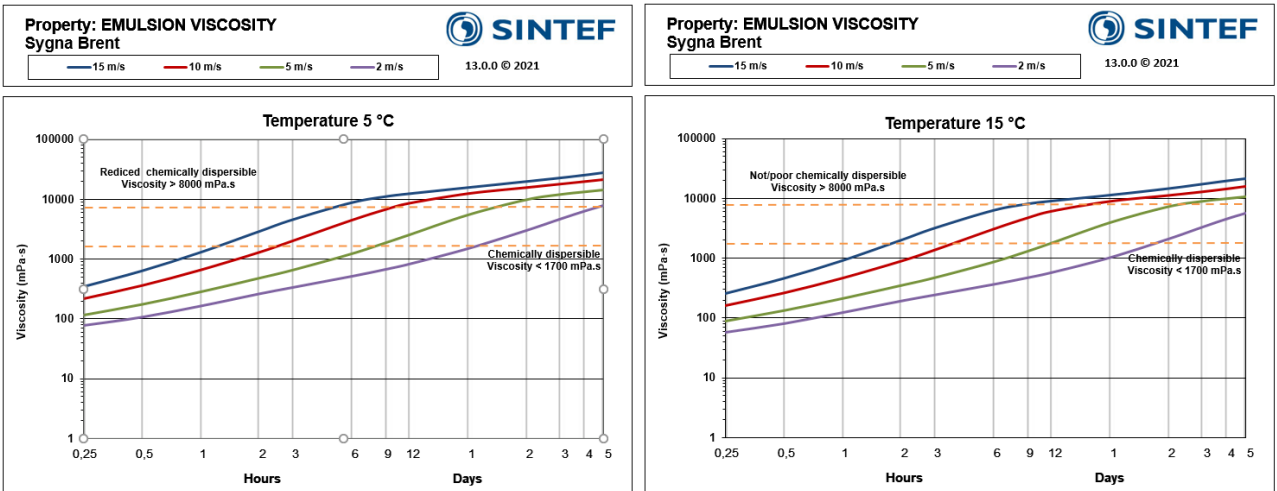 Property: EMULSION VISCOSITY
Sygna Brent
SINTEF
15 m/s 10 m/s 5 m/s 2 m/s
13.0.0 © 2021
Temperature 5 °C
100000
10000
1000
100
10
1
Viscosity (mPa·s)
Rediced chemically dispersible
Viscosity > 8000 mPa.s
Chemically dispersible
Viscosity < 1700 mPa.s
0,25 0,5 1 2 3 6 9 12 1 2 3 4 5
Hours Days
Property: EMULSION VISCOSITY
Sygna Brent
SINTEF
15 m/s 10 m/s 5 m/s 2 m/s
13.0.0 © 2021
Temperature 15 °C
100000
10000
1000
100
10
1
Viscosity (mPa·s)
Not/poor chemically dispersible
Viscosity > 8000 mPa.s
Chemically dispersible
Viscosity < 1700 mPa.s
0,25 0,5 1 2 3 6 9 12 1 2 3 4 5
Hours Days